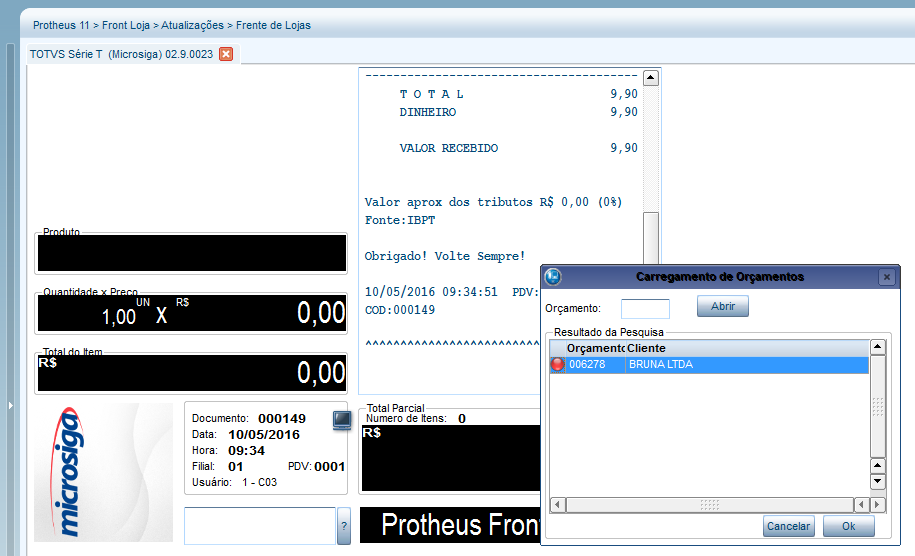 Protheus 11 > Front Loja > Atualizações > Frente de Lojas
TOTVS Série T (Microsiga) 02.9.0023
------------------------------------
T O T A L 9,90
DINHEIRO 9,90
VALOR RECEBIDO 9,90
Valor aprox dos tributos R$ 0,00 (0%)
Fonte:IBPT
Obrigado! Volte Sempre!
10/05/2016 09:34:51 PDV:
COD:000149
^^^^^^^^^^^^^^^^^^^^^^^^^
Produto
Quantidade x Preço
1,00 UN X R$ 0,00
Total do Item
R$ 0,00
microsiga
Documento: 000149
Data: 10/05/2016
Hora: 09:34
Filial: 01 PDV: 0001
Usuário: 1 - C03
?
Total Parcial
Numero de Itens: 0
R$
Protheus Front
Carregamento de Orçamentos
Orçamento:
Abrir
Resultado da Pesquisa
Orçamento Cliente
006278 BRUNA LTDA
Cancelar
Ok